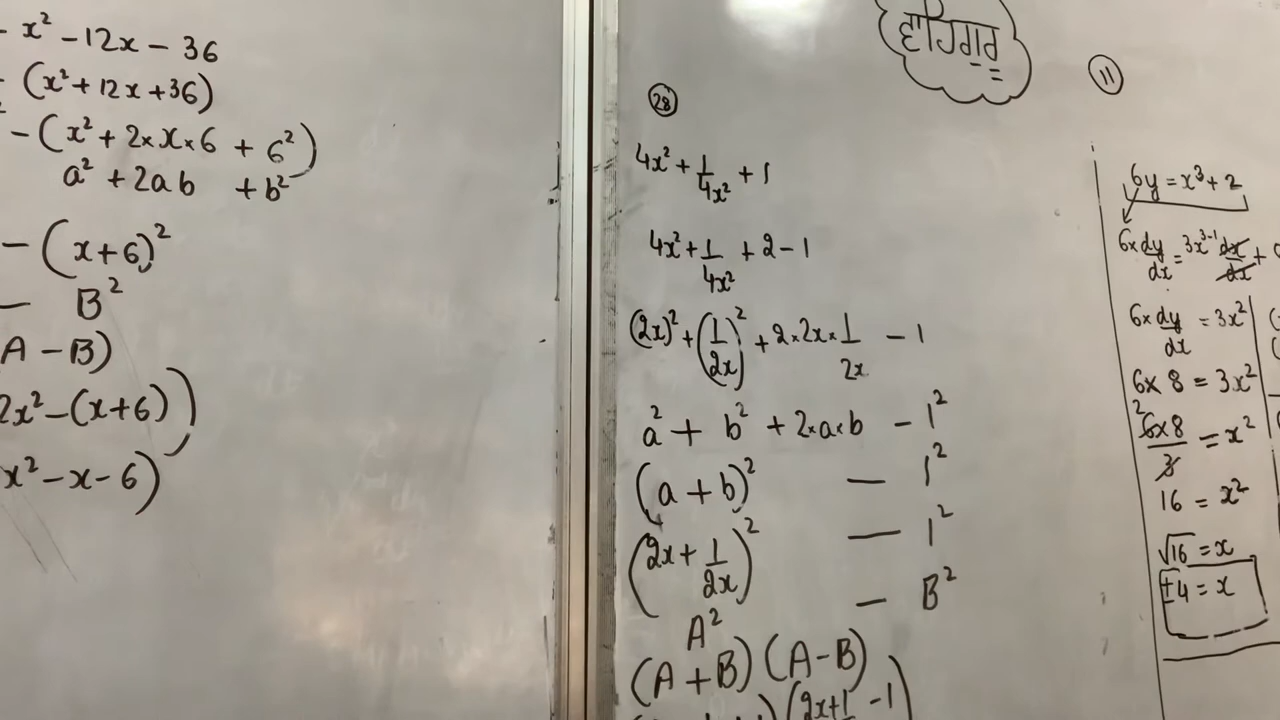 - x² - 12x - 36
- (x² + 12x + 36)
² - (x² + 2×x×6 + 6²)
a² + 2ab + b²
- (x+6)²
- B²
A - B)
2x² - (x+6))
x² - x - 6)
ਵਾਹਿਗੁਰੂ
28
4x² + 1/4x² + 1
4x² + 1/4x² + 2 - 1
(2x)² + (1/2x)² + 2×2x×1/2x - 1
a² + b² + 2×a×b - 1²
(a + b)² - 1²
(2x + 1/2x)² - 1²
A² - B²
(A + B) (A - B)
11
6y = x³ + 2
6×dy/dx = 3x³⁻¹ dx/dx +
6×dy/dx = 3x²
6×8 = 3x²
6×8/3 = x²
16 = x²
√16 = x
±4 = x